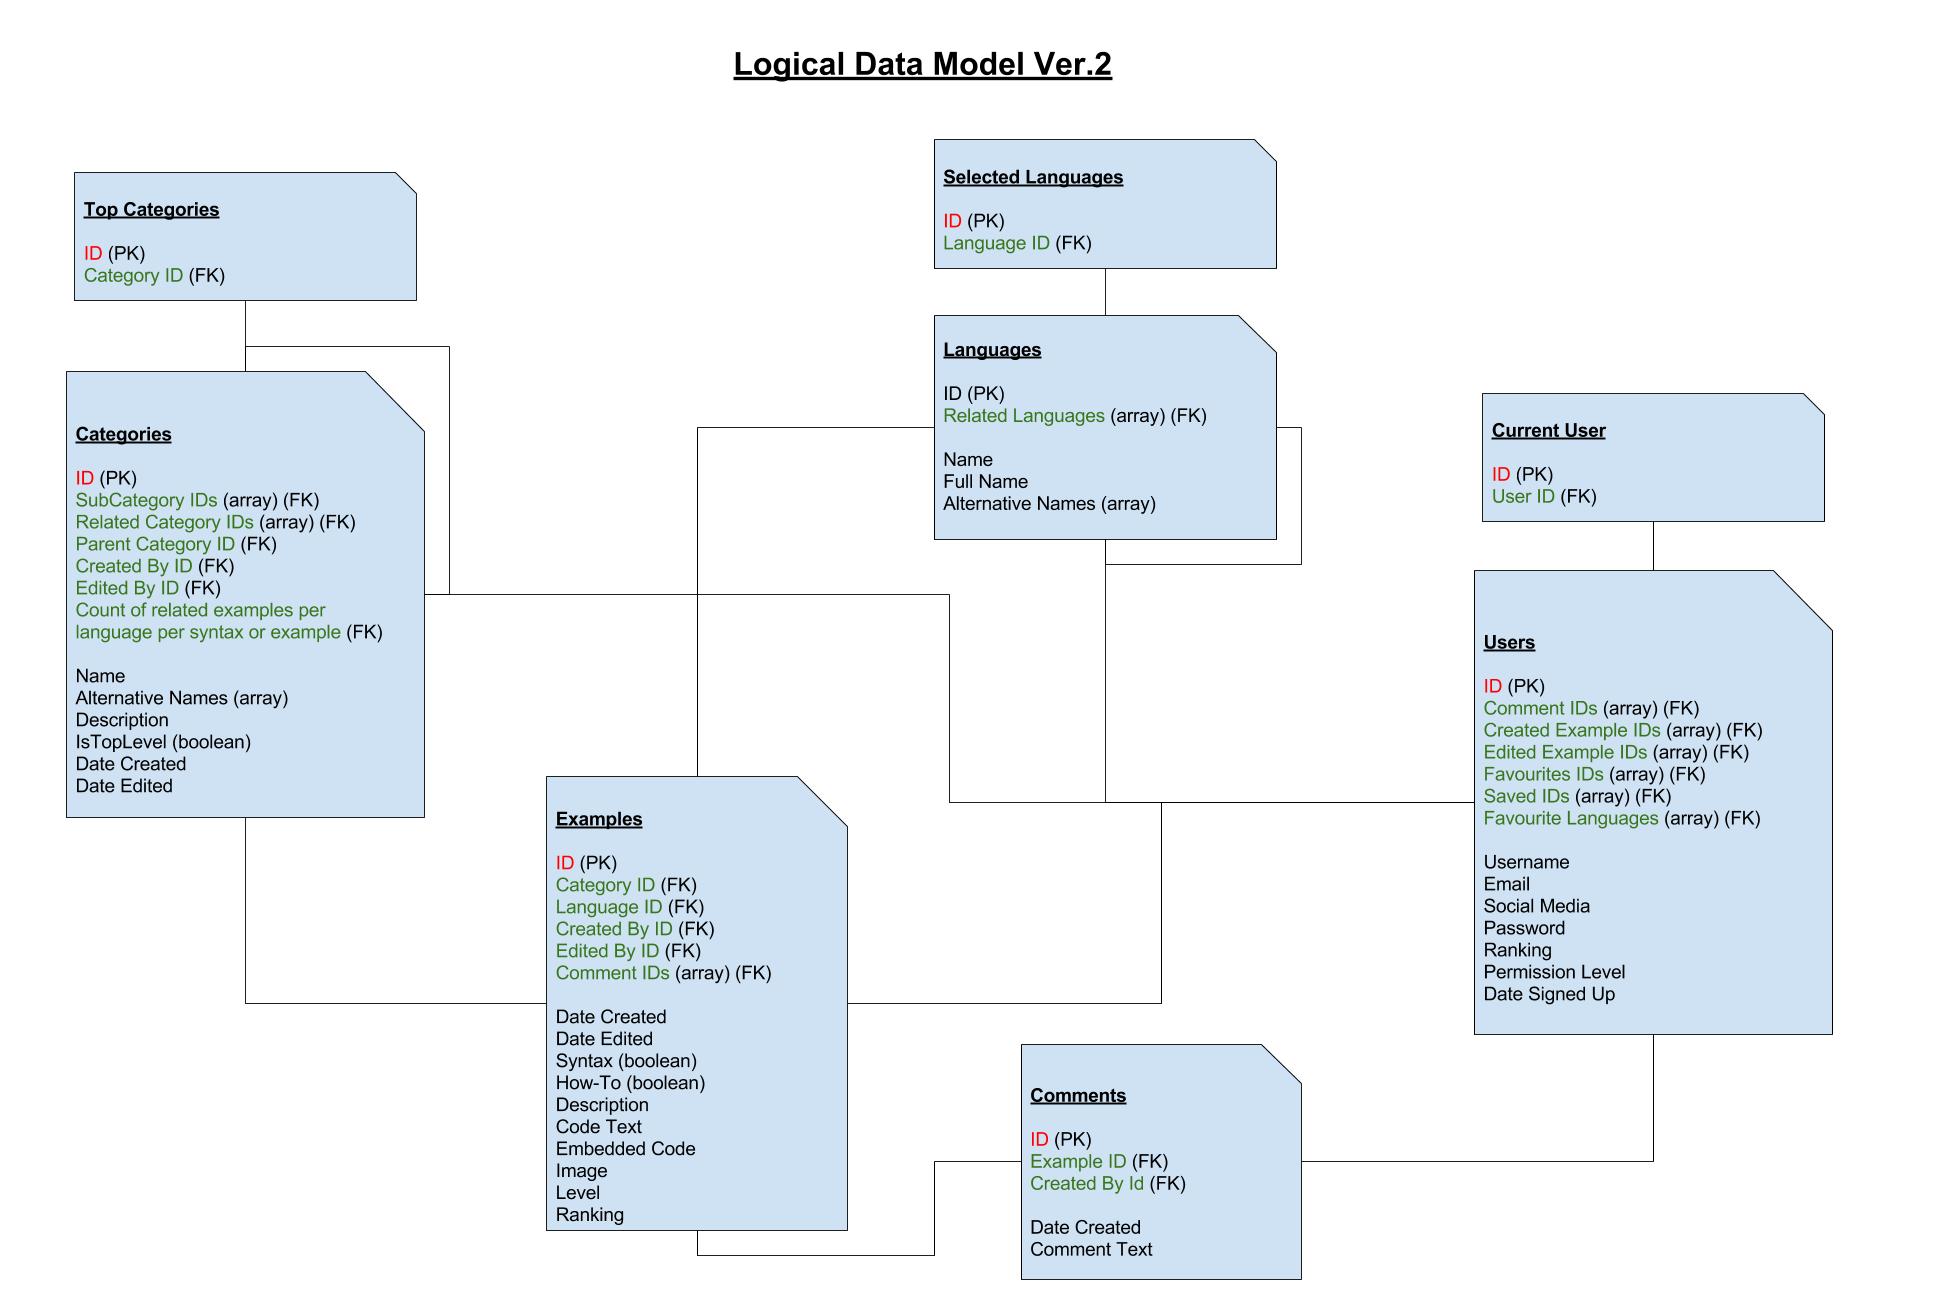 Logical Data Model Ver.2
Top Categories
ID (PK)
Category ID (FK)
Selected Languages
ID (PK)
Language ID (FK)
Languages
ID (PK)
Related Languages (array) (FK)
Name
Full Name
Alternative Names (array)
Categories
ID (PK)
SubCategory IDs (array) (FK)
Related Category IDs (array) (FK)
Parent Category ID (FK)
Created By ID (FK)
Edited By ID (FK)
Count of related examples per
language per syntax or example (FK)
Name
Alternative Names (array)
Description
IsTopLevel (boolean)
Date Created
Date Edited
Current User
ID (PK)
User ID (FK)
Users
ID (PK)
Comment IDs (array) (FK)
Created Example IDs (array) (FK)
Edited Example IDs (array) (FK)
Favourites IDs (array) (FK)
Saved IDs (array) (FK)
Favourite Languages (array) (FK)
Username
Email
Social Media
Password
Ranking
Permission Level
Date Signed Up
Examples
ID (PK)
Category ID (FK)
Language ID (FK)
Created By ID (FK)
Edited By ID (FK)
Comment IDs (array) (FK)
Date Created
Date Edited
Syntax (boolean)
How-To (boolean)
Description
Code Text
Embedded Code
Image
Level
Ranking
Comments
ID (PK)
Example ID (FK)
Created By Id (FK)
Date Created
Comment Text